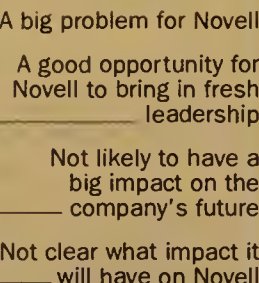 A big problem for Novell
A good opportunity for
Novell to bring in fresh
leadership
Not likely to have a
big impact on the
company's future
Not clear what impact it
will have on Novell